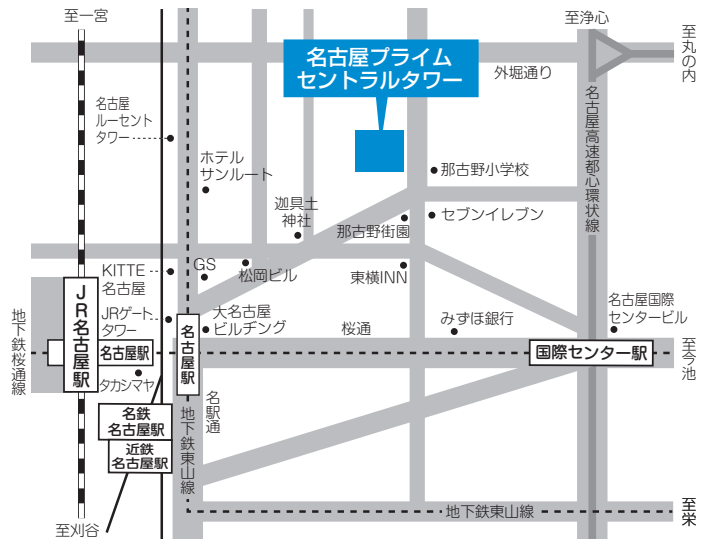 至一宮
至浄心
至丸の内
名古屋プライム
セントラルタワー
外堀通り
名古屋高速都心環状線
名古屋
ルーセント
タワー
ホテル
サンルート
那古野小学校
迦具土
神社
那古野街園
セブンイレブン
KITTE
名古屋
GS
松岡ビル
東横INN
JR名古屋駅
JRゲート
タワー
大名古屋
ビルヂング
桜通
みずほ銀行
名古屋国際
センタービル
地下鉄桜通線
名古屋駅
名古屋駅
国際センター駅
至今池
タカシマヤ
名鉄
名古屋駅
近鉄
名古屋駅
名駅通
地下鉄東山線
地下鉄東山線
至栄
至刈谷